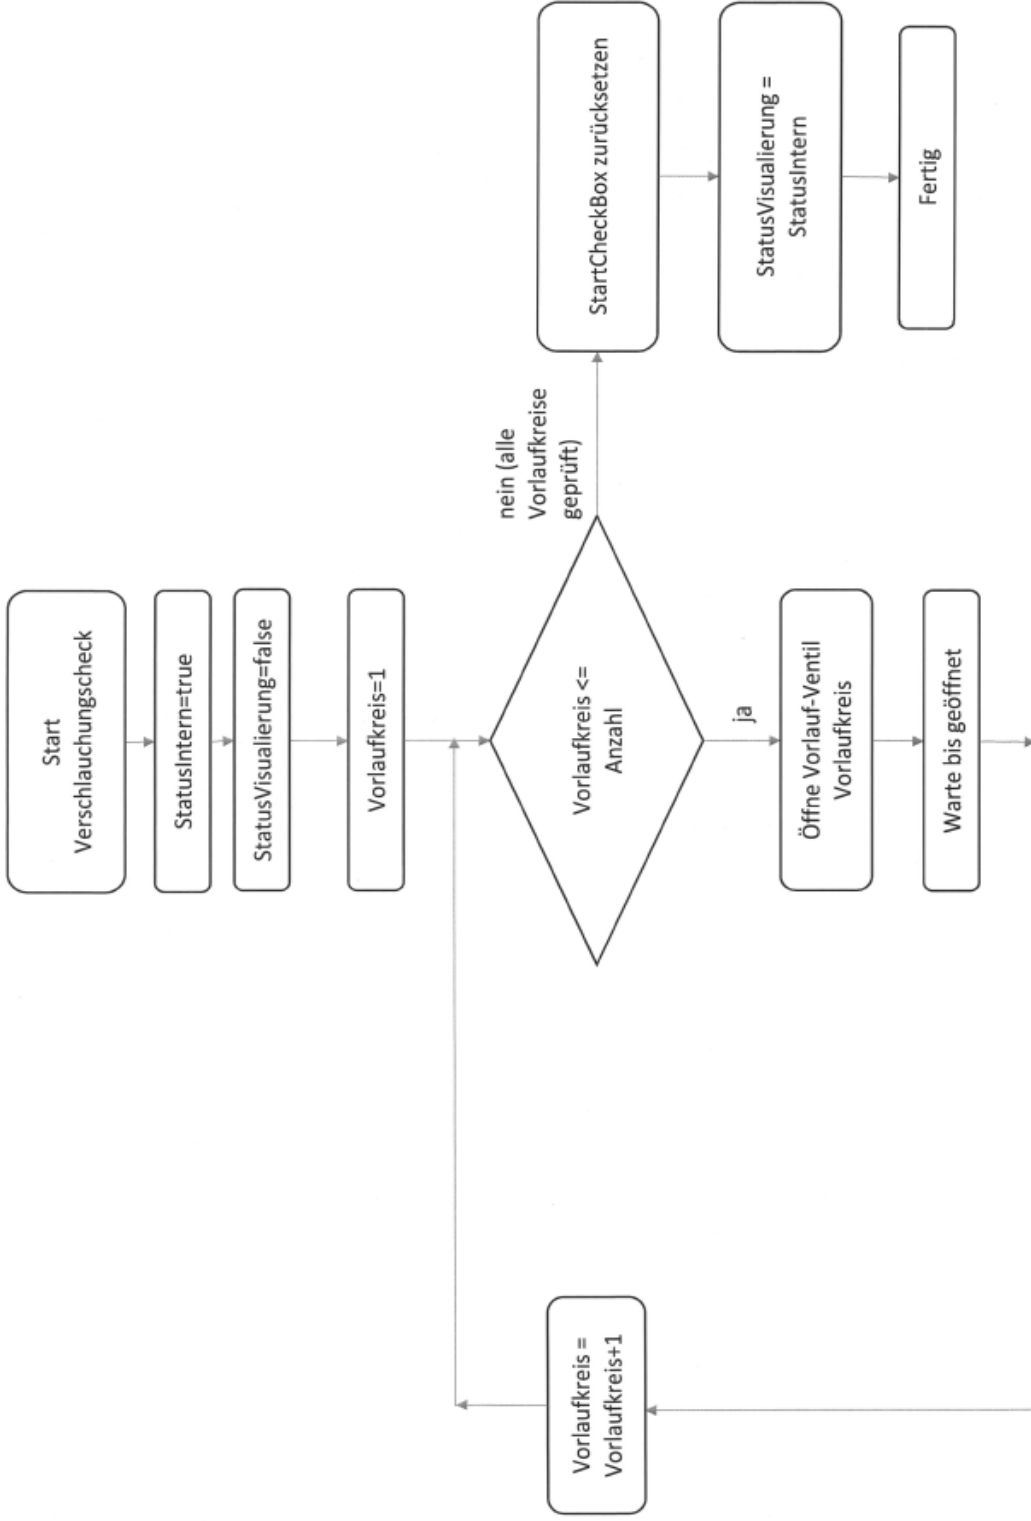 Start
Verschlauchungscheck
StatusIntern=true
StatusVisualierung=false
Vorlaufkreis=1
Vorlaufkreis <=
Anzahl
nein (alle
Vorlaufkreise
geprüft)
StartCheckBox zurücksetzen
StatusVisualierung =
StatusIntern
Fertig
ja
Öffne Vorlauf-Ventil
Vorlaufkreis
Warte bis geöffnet
Vorlaufkreis =
Vorlaufkreis+1